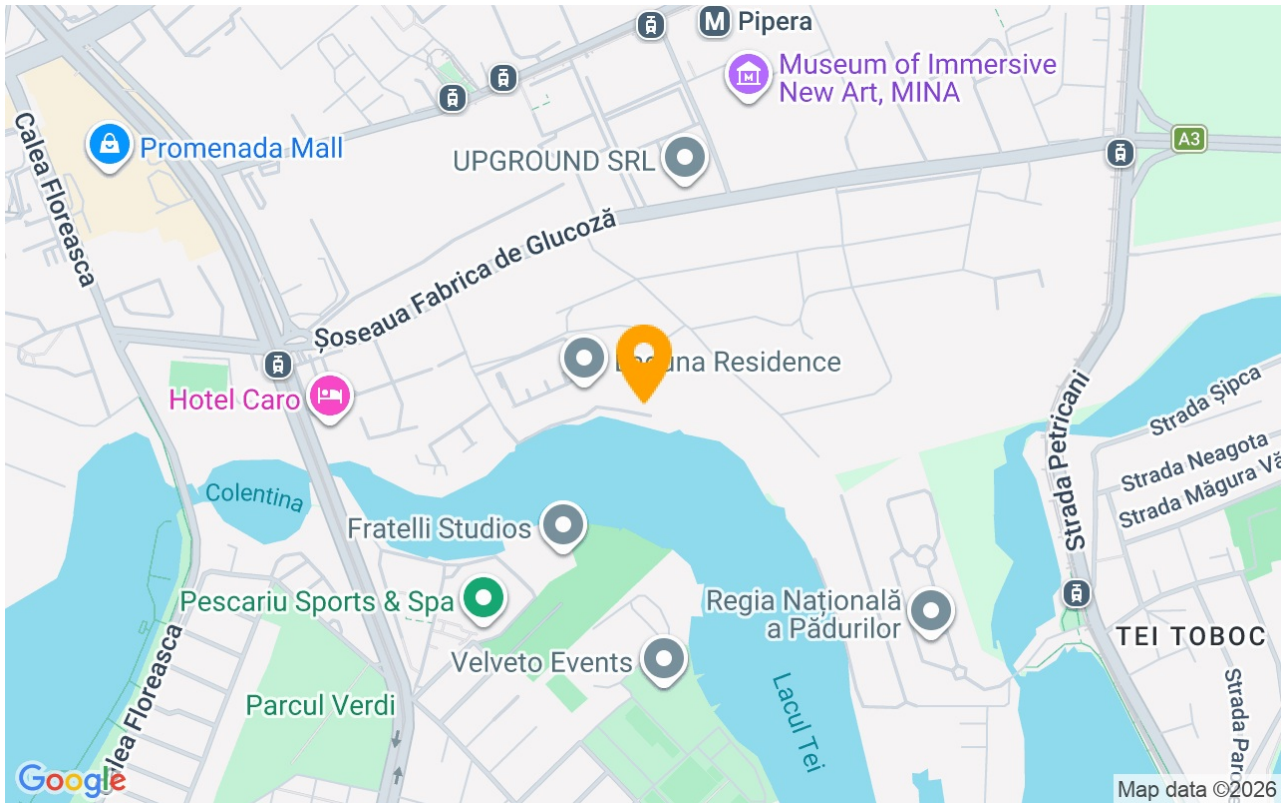 Pipera
Museum of Immersive
New Art, MINA
Calea Floreasca
Promenada Mall
UPGROUND SRL
A3
Șoseaua Fabrica de Glucoză
Laguna Residence
Hotel Caro
Strada Petricani
Strada Șipca
Strada Neagota
Strada Măgura Vă
Colentina
Fratelli Studios
Pescariu Sports & Spa
Regia Națională
a Pădurilor
TEI TOBOC
Velveto Events
Calea Floreasca
Parcul Verdi
Lacul Tei
Google
Map data ©2026